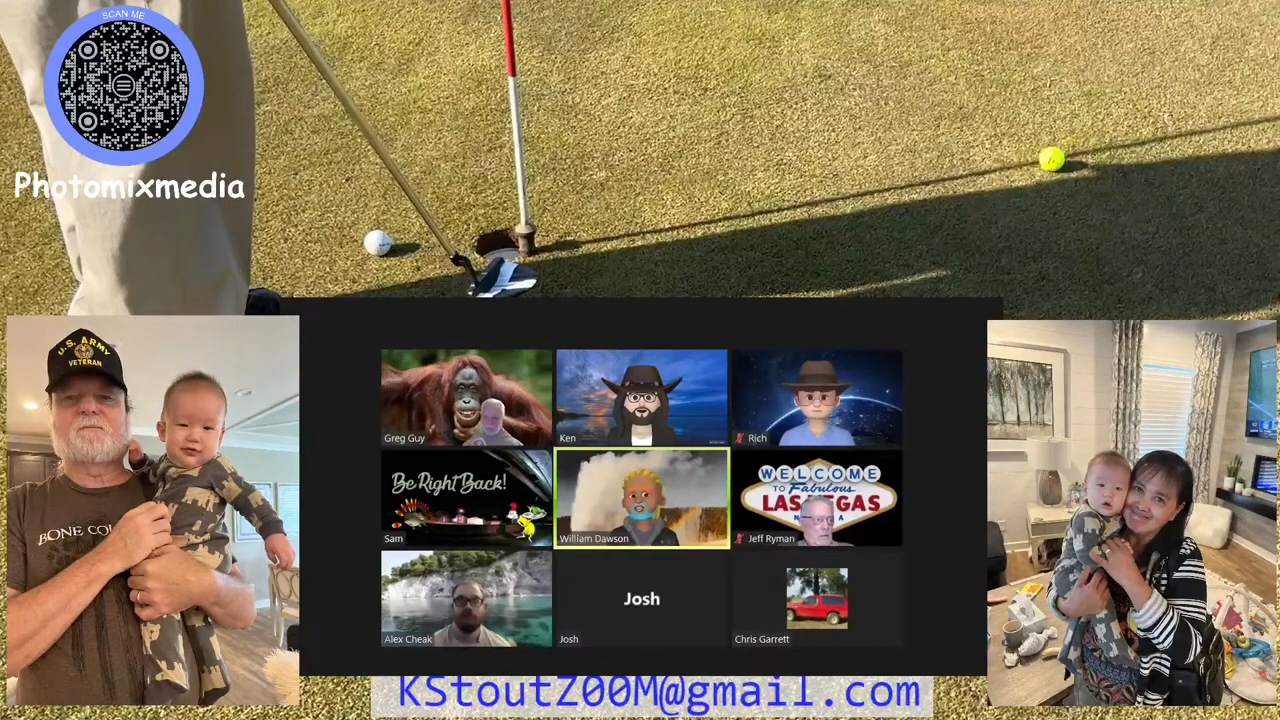 SCAN ME
Photomixmedia
U.S. ARMY
VETERAN
BONE
Greg Guy
Ken
Rich
Be Right Back!
Sam
William Dawson
WELCOME
TO Fabulous
LAS VEGAS
Jeff Ryman
Alex Cheak
Josh
Josh
Chris Garrett
KStoutZ00M@gmail.com